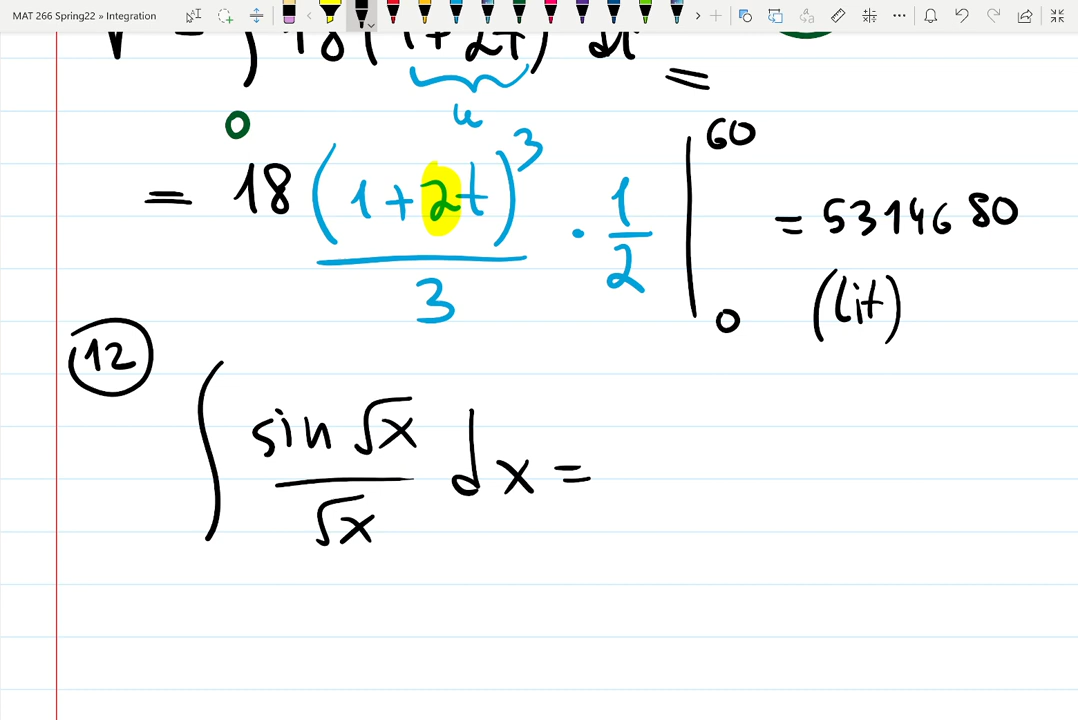 MAT 266 Spring22 » Integration
0 u
= 18 (1+2t)^3 / 3 · 1/2 | 60 0 = 5314680 (lit)
12
∫ sin √x / √x dx =